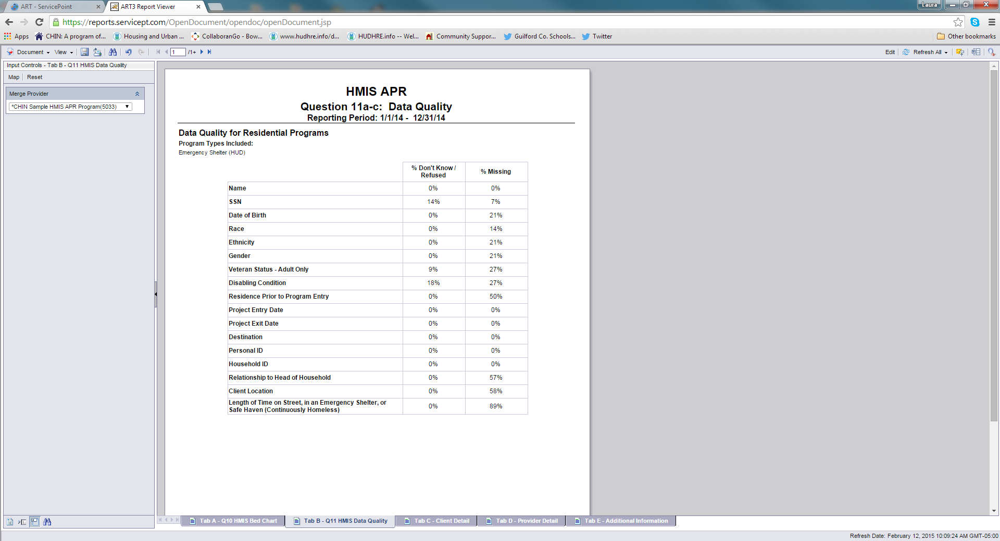 ART - ServicePoint
ART3 Report Viewer
Laura
https://reports.servicept.com/OpenDocument/opendoc/openDocument.jsp
Apps CHIN: A program of... Housing and Urban ... CollaboranGo - Bow... www.hudhre.info/d... HUDHRE.info -- Wel... Community Suppor... Guilford Co. Schools... Twitter Other bookmarks
Document View 1 /1+ Edit Refresh All
Input Controls - Tab B - Q11 HMIS Data Quality
Map Reset
Merge Provider
*CHIN Sample HMIS APR Program(5033)
HMIS APR
Question 11a-c: Data Quality
Reporting Period: 1/1/14 - 12/31/14
Data Quality for Residential Programs
Program Types Included:
Emergency Shelter (HUD)
% Don't Know / Refused % Missing
Name 0% 0%
SSN 14% 7%
Date of Birth 0% 21%
Race 0% 14%
Ethnicity 0% 21%
Gender 0% 21%
Veteran Status - Adult Only 9% 27%
Disabling Condition 18% 27%
Residence Prior to Program Entry 0% 50%
Project Entry Date 0% 0%
Project Exit Date 0% 0%
Destination 0% 0%
Personal ID 0% 0%
Household ID 0% 0%
Relationship to Head of Household 0% 57%
Client Location 0% 58%
Length of Time on Street, in an Emergency Shelter, or
Safe Haven (Continuously Homeless) 0% 89%
Tab A - Q10 HMIS Bed Chart Tab B - Q11 HMIS Data Quality Tab C - Client Detail Tab D - Provider Detail Tab E - Additional Information
Refresh Date: February 12, 2015 10:09:24 AM GMT-05:00